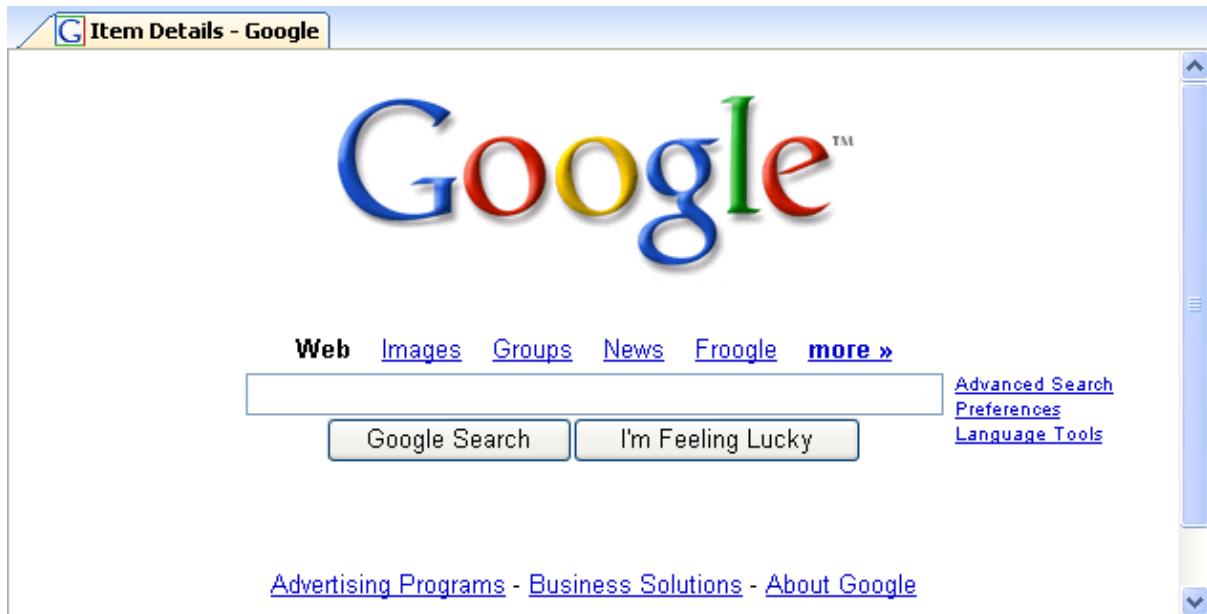 Item Details - Google
Google™
Web Images Groups News Froogle more »
Advanced Search
Preferences
Language Tools
Google Search I'm Feeling Lucky
Advertising Programs - Business Solutions - About Google